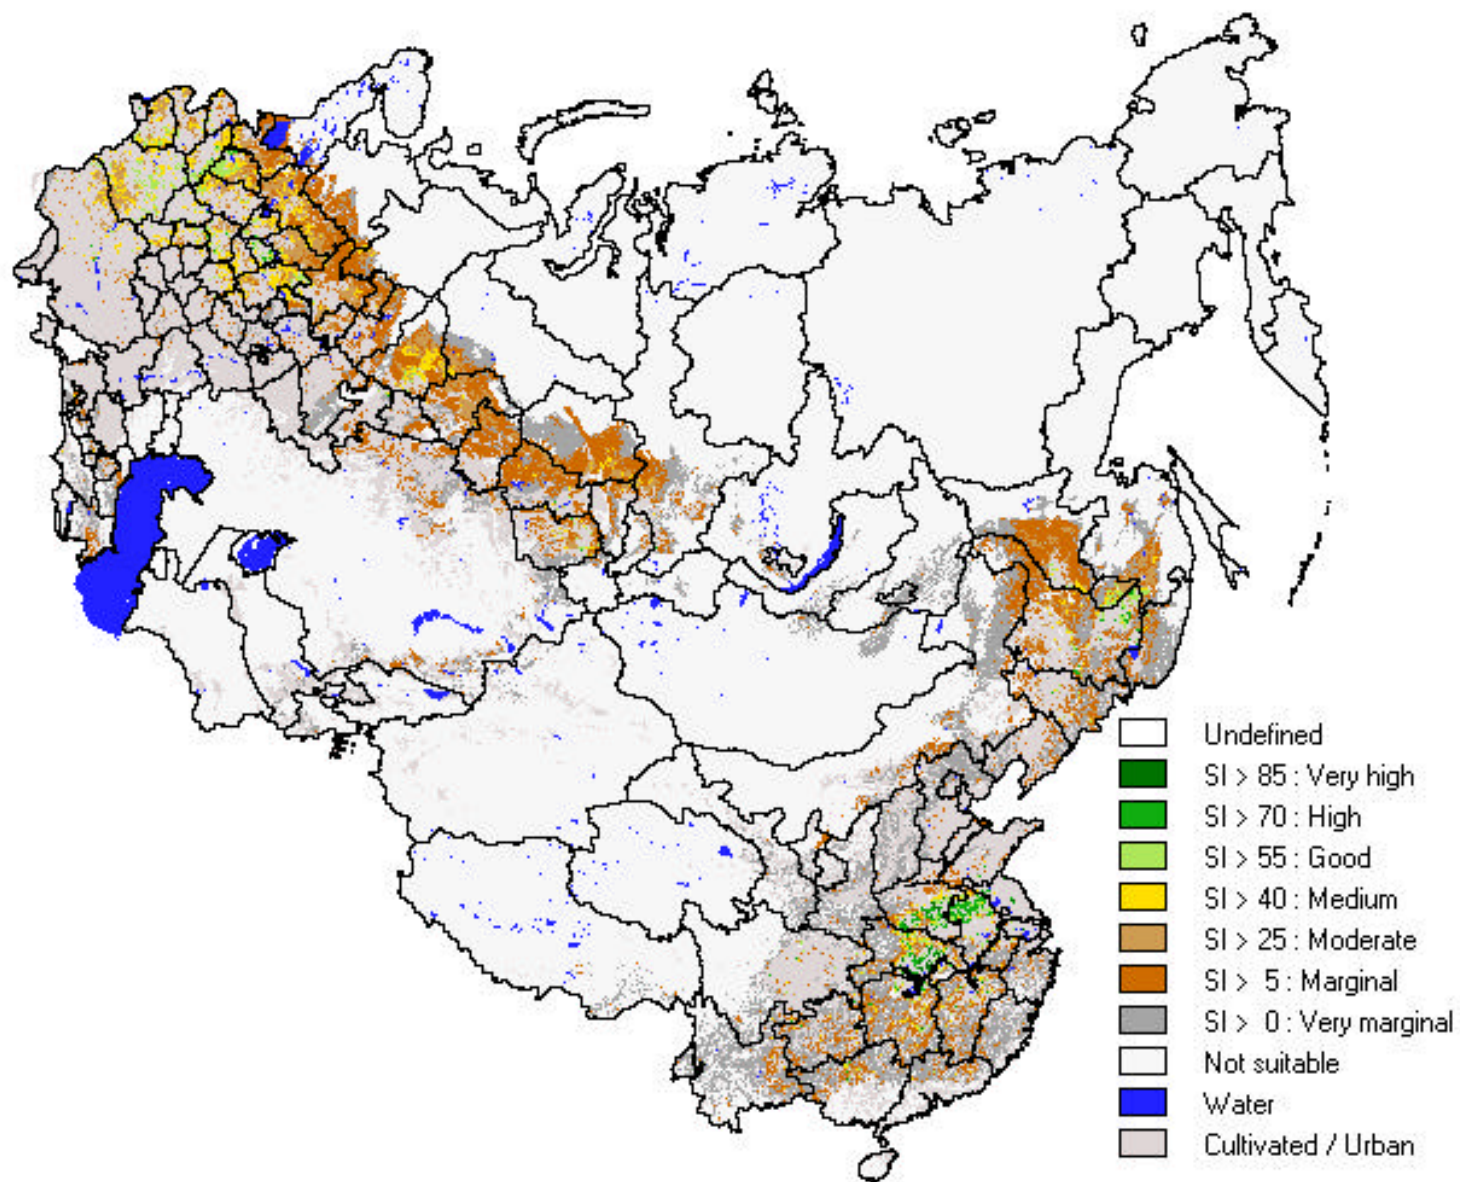 Undefined
SI > 85 : Very high
SI > 70 : High
SI > 55 : Good
SI > 40 : Medium
SI > 25 : Moderate
SI > 5 : Marginal
SI > 0 : Very marginal
Not suitable
Water
Cultivated / Urban